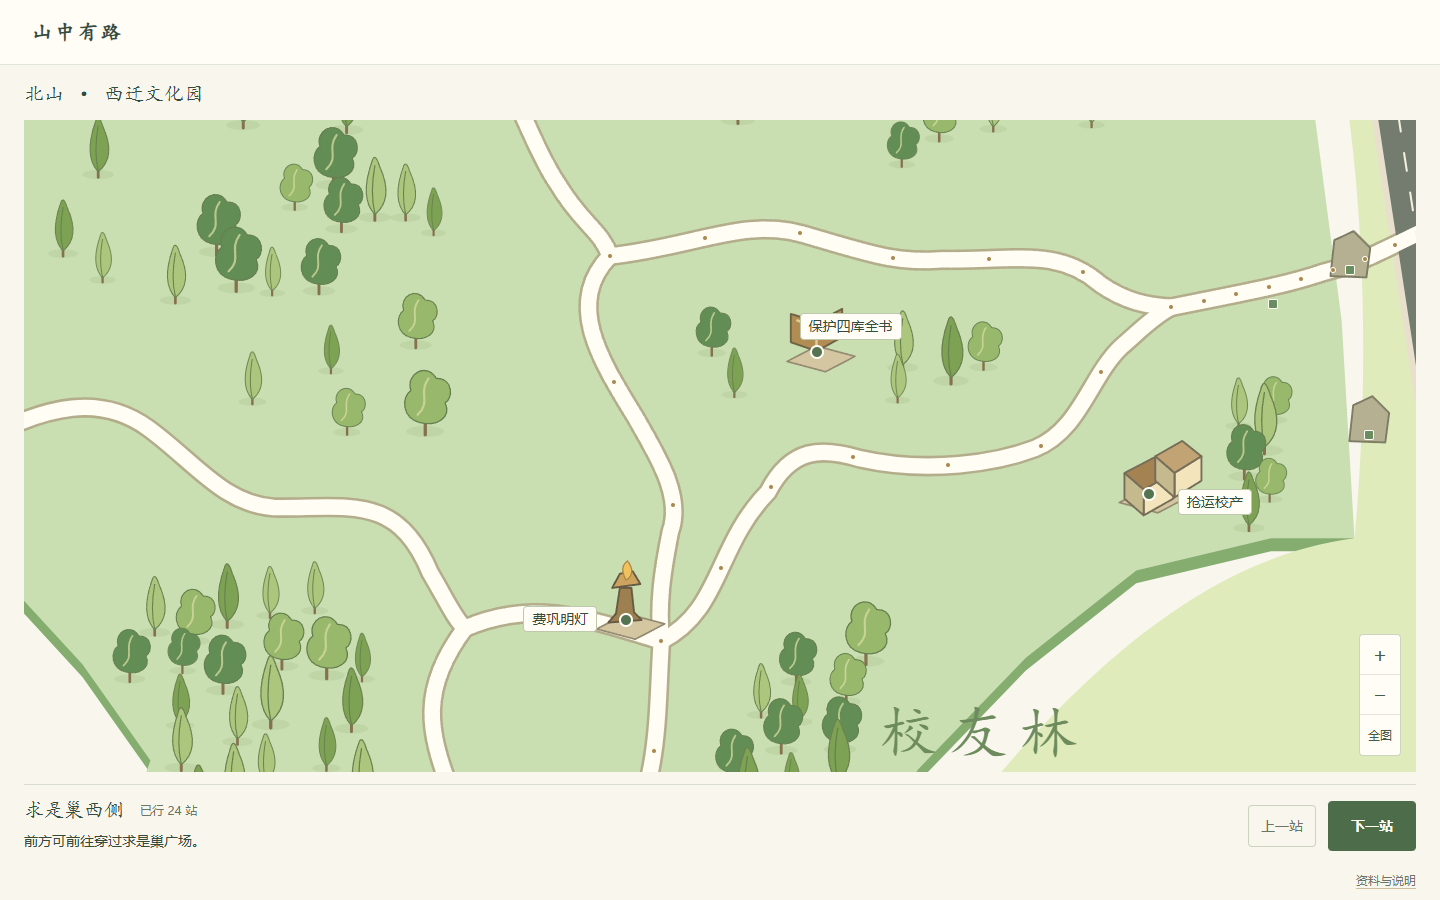 山中有路
北山 • 西迁文化园
保护四库全书
抢运校产
费巩明灯
校友林
+
−
全图
求是巢西侧 已行 24 站
前方可前往穿过求是巢广场。
上一站
下一站
资料与说明